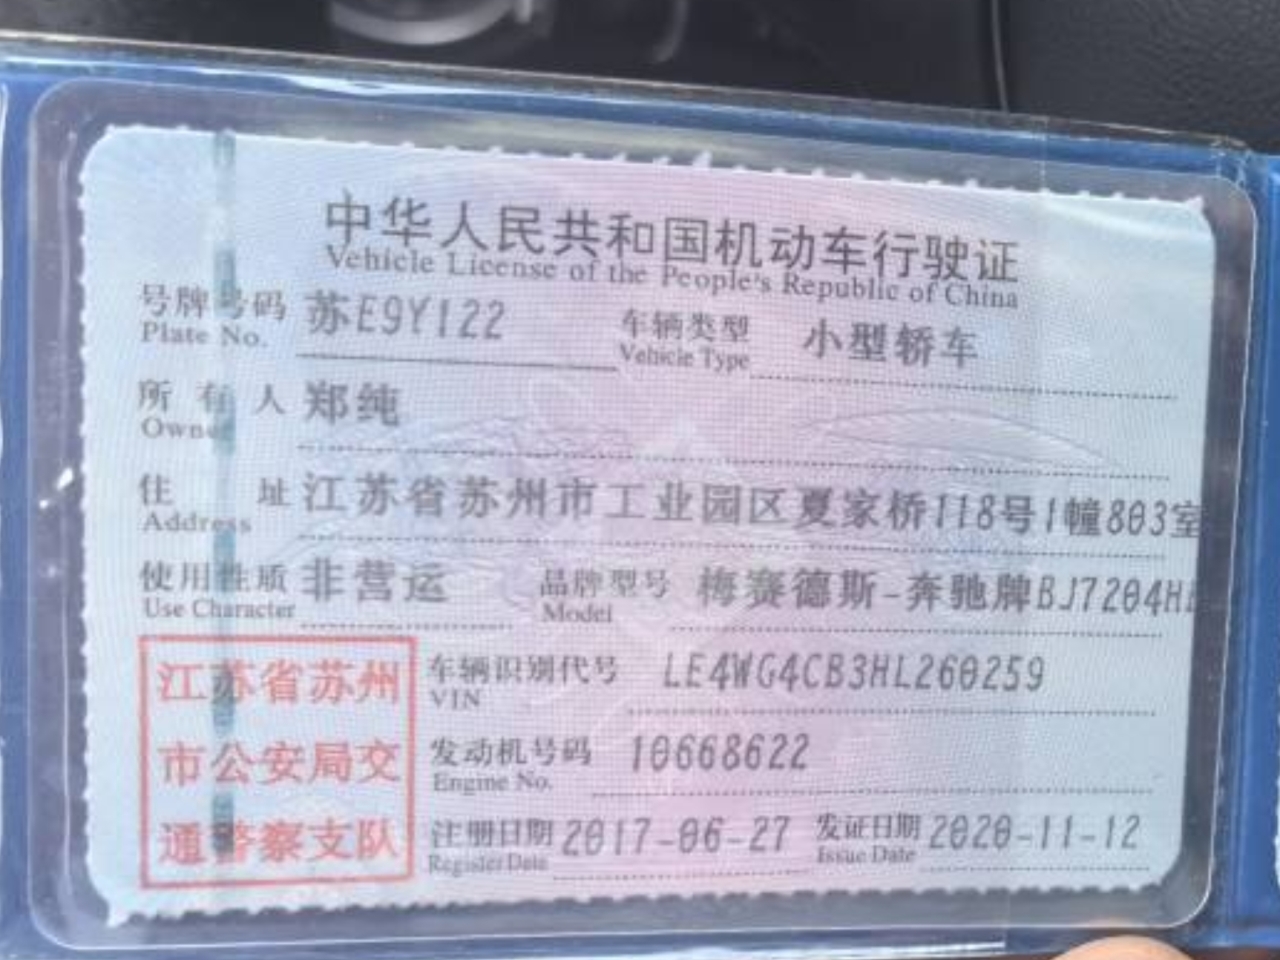 中华人民共和国机动车行驶证
Vehicle License of the People's Republic of China
号牌号码 苏E9Y122 车辆类型 小型轿车
Plate No. Vehicle Type
所有人 郑纯
Owner
住址 江苏省苏州市工业园区夏家桥118号1幢803室
Address
使用性质 非营运 品牌型号 梅赛德斯-奔驰牌BJ7204H
Use Character Model
江苏省苏州
市公安局交
通警察支队
车辆识别代号 LE4WG4CB3HL260259
VIN
发动机号码 10668622
Engine No.
注册日期 2017-06-27 发证日期 2020-11-12
Register Date Issue Date